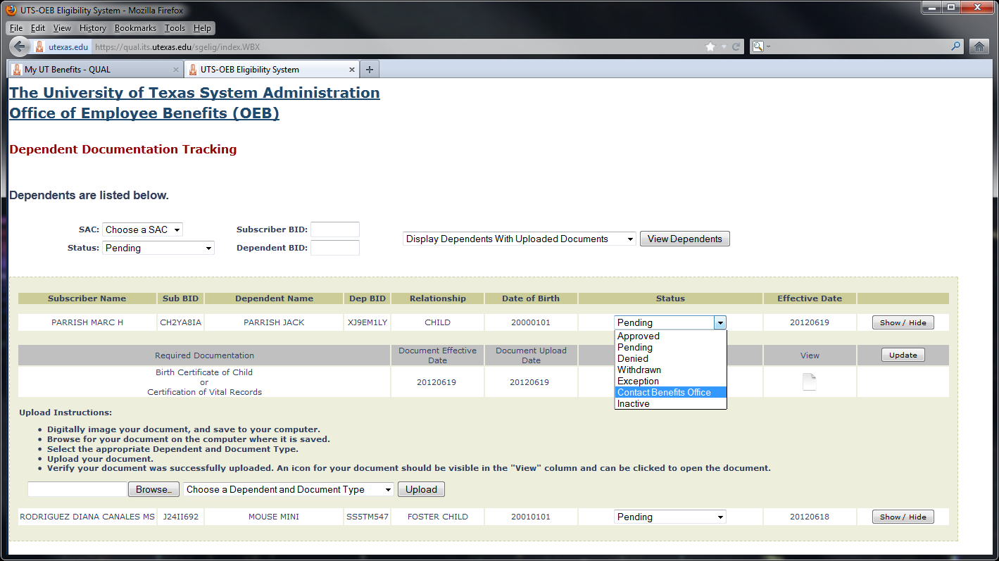 UTS-OEB Eligibility System - Mozilla Firefox
File Edit View History Bookmarks Tools Help
utexas.edu https://qual.its.utexas.edu/sgelig/index.WBX
My UT Benefits - QUAL × UTS-OEB Eligibility System × +
The University of Texas System Administration
Office of Employee Benefits (OEB)
Dependent Documentation Tracking
Dependents are listed below.
SAC: Choose a SAC Subscriber BID:
Status: Pending Dependent BID:
Display Dependents With Uploaded Documents View Dependents
Subscriber Name Sub BID Dependent Name Dep BID Relationship Date of Birth Status Effective Date
PARRISH MARC H CH2YA8IA PARRISH JACK XJ9EM1LY CHILD 20000101 Pending 20120619 Show / Hide
Approved
Pending
Denied
Withdrawn
Exception
Contact Benefits Office
Inactive
Required Documentation Document Effective Date Document Upload Date View Update
Birth Certificate of Child
or
Certification of Vital Records
20120619 20120619
Upload Instructions:
• Digitally image your document, and save to your computer.
• Browse for your document on the computer where it is saved.
• Select the appropriate Dependent and Document Type.
• Upload your document.
• Verify your document was successfully uploaded. An icon for your document should be visible in the "View" column and can be clicked to open the document.
Browse… Choose a Dependent and Document Type Upload
RODRIGUEZ DIANA CANALES MS J24II692 MOUSE MINI SS5TM547 FOSTER CHILD 20010101 Pending 20120618 Show / Hide